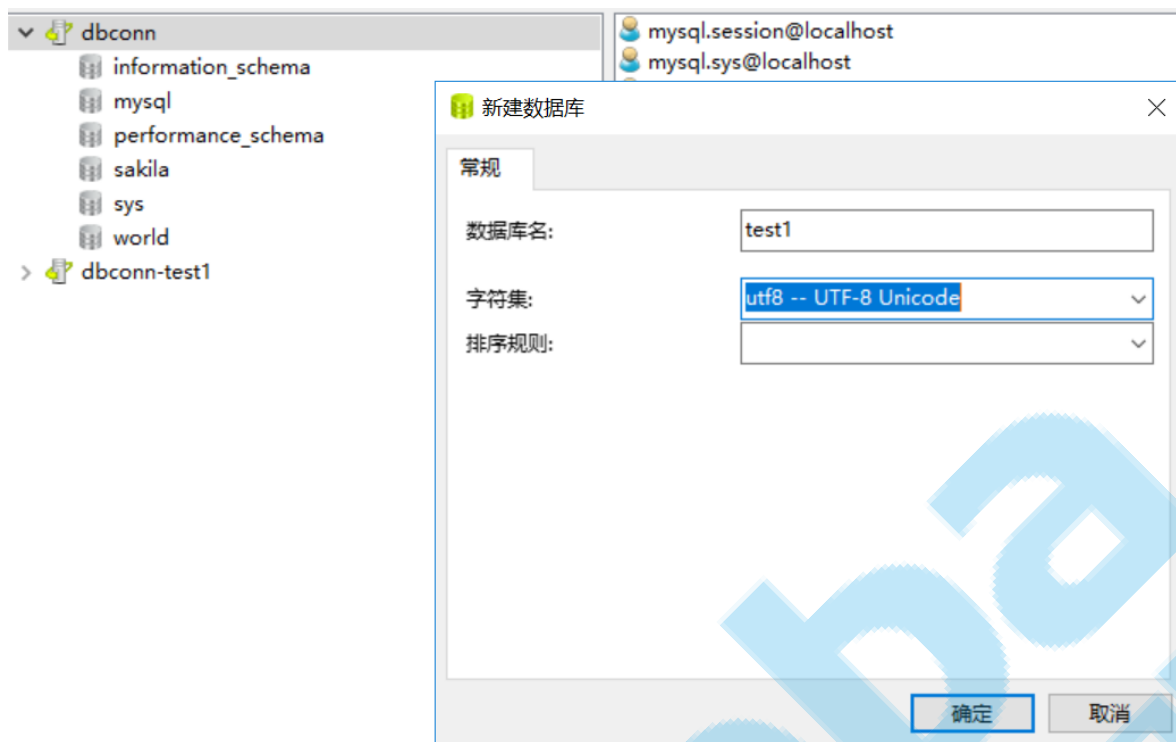 dbconn
information_schema
mysql
performance_schema
sakila
sys
world
dbconn-test1
mysql.session@localhost
mysql.sys@localhost
新建数据库
常规
数据库名: test1
字符集: utf8 -- UTF-8 Unicode
排序规则:
确定 取消